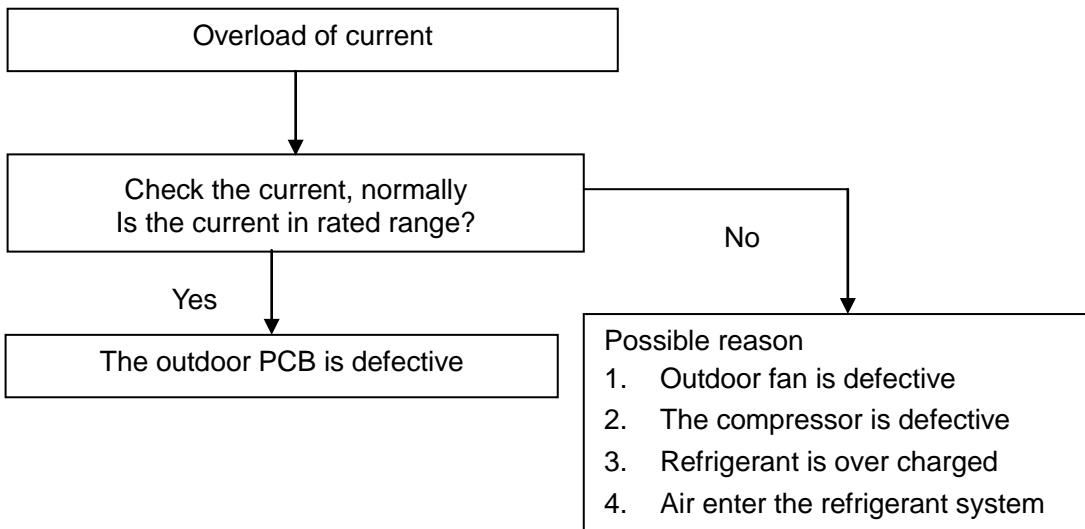 Overload of current
Check the current, normally
Is the current in rated range?
No
Yes
The outdoor PCB is defective
Possible reason
1. Outdoor fan is defective
2. The compressor is defective
3. Refrigerant is over charged
4. Air enter the refrigerant system